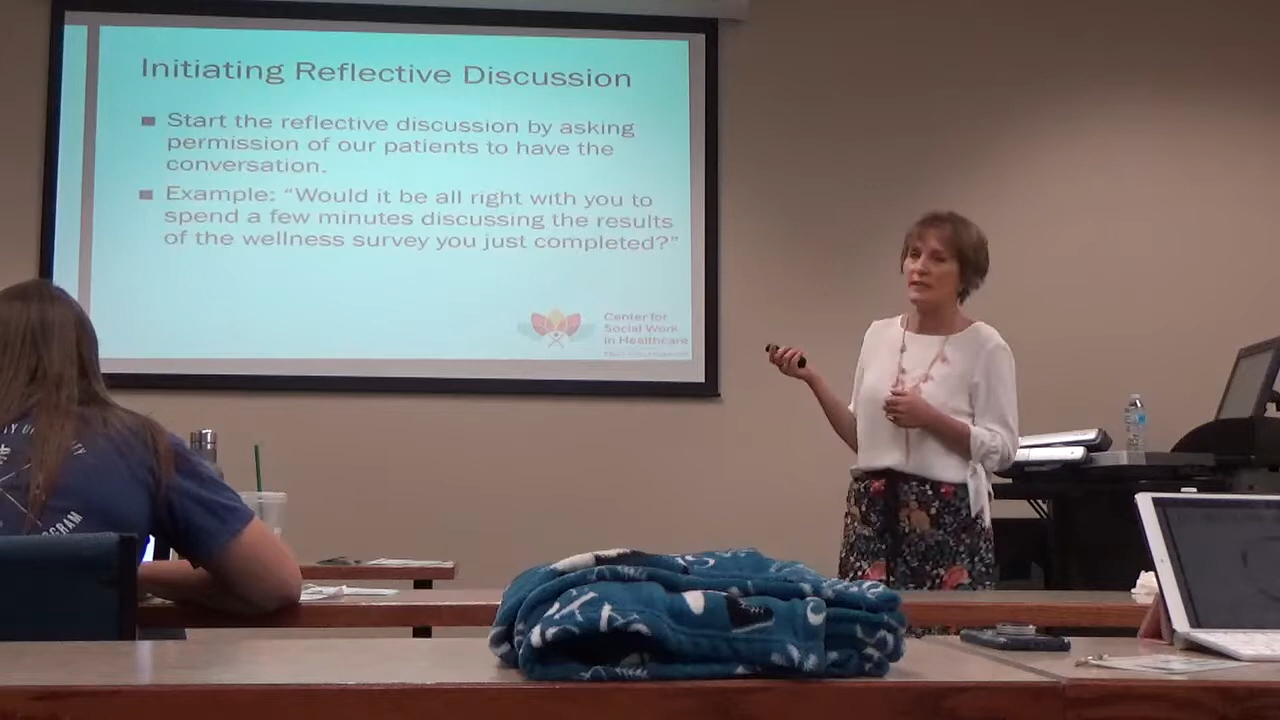 Initiating Reflective Discussion
Start the reflective discussion by asking
permission of our patients to have the
conversation.
Example: “Would it be all right with you to
spend a few minutes discussing the results
of the wellness survey you just completed?”
Center for
Social Work
in Healthcare